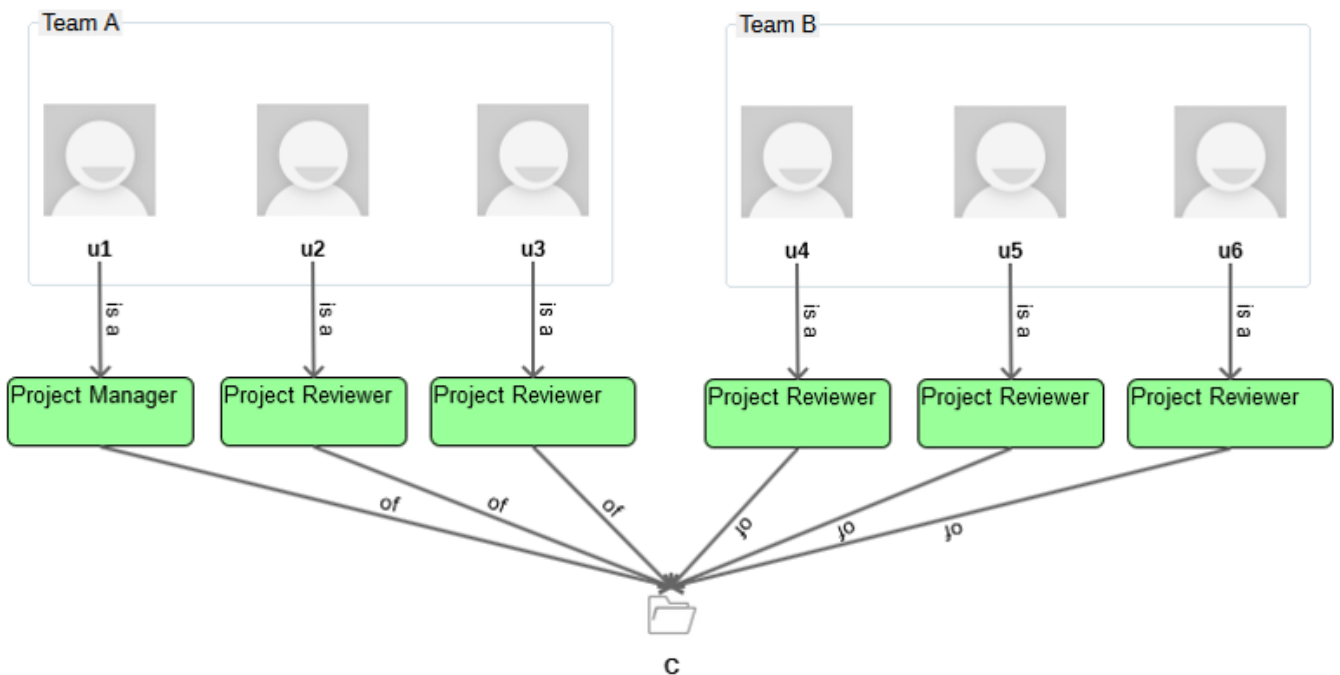 Team A
Team B
u1
u2
u3
u4
u5
u6
is a
is a
is a
is a
is a
is a
Project Manager
Project Reviewer
Project Reviewer
Project Reviewer
Project Reviewer
Project Reviewer
of
of
of
of
of
of
C